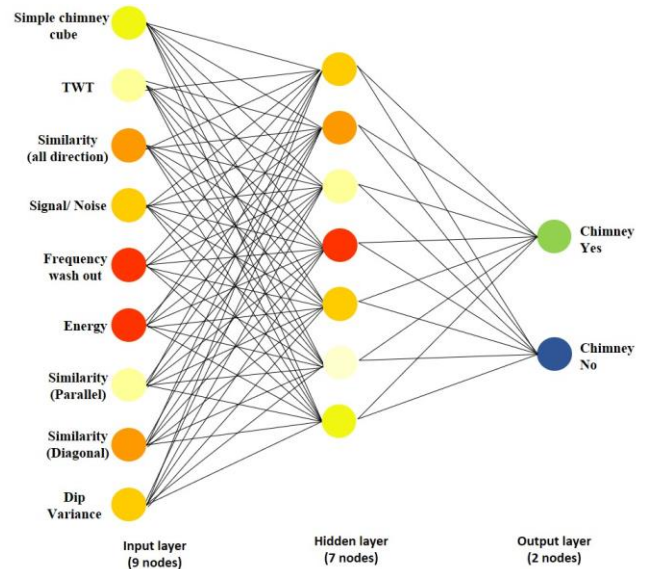 Simple chimney
cube
TWT
Similarity
(all direction)
Signal/ Noise
Frequency
wash out
Energy
Similarity
(Parallel)
Similarity
(Diagonal)
Dip
Variance
Chimney
Yes
Chimney
No
Input layer
(9 nodes)
Hidden layer
(7 nodes)
Output layer
(2 nodes)